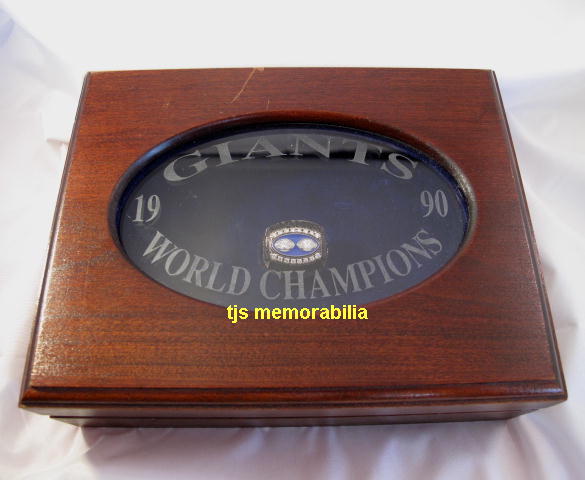 GIANTS
19 90
WORLD CHAMPIONS
tjs memorabilia